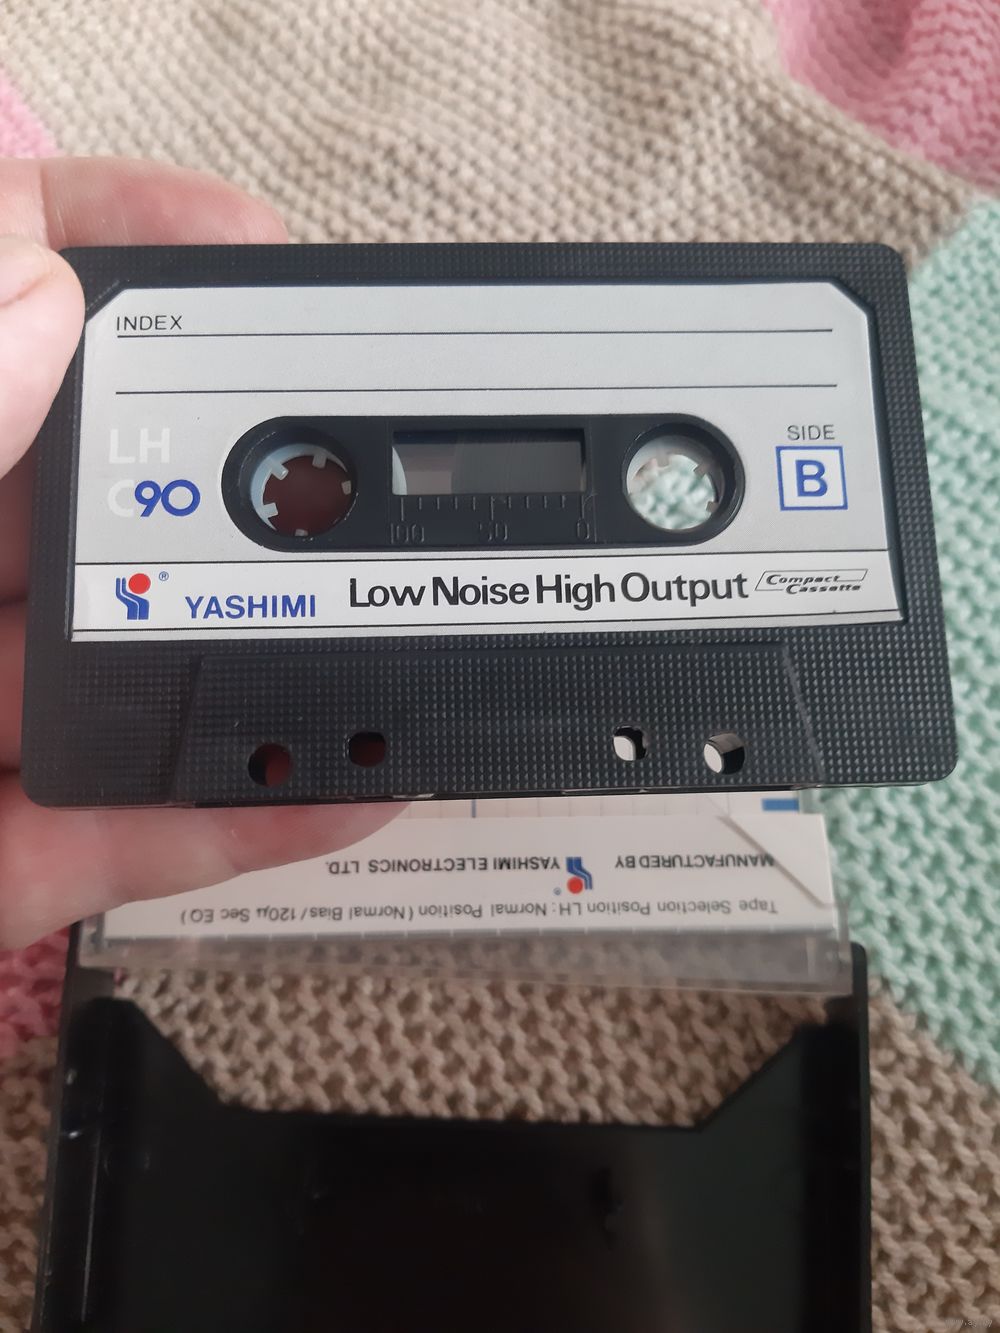 INDEX
LH
C90
SIDE
B
100 50 0
® YASHIMI Low Noise High Output Compact Cassette
MANUFACTURED BY YASHIMI ELECTRONICS LTD.
®
Tape Selection Position LH: Normal Position (Normal Bias/120µ Sec EQ)